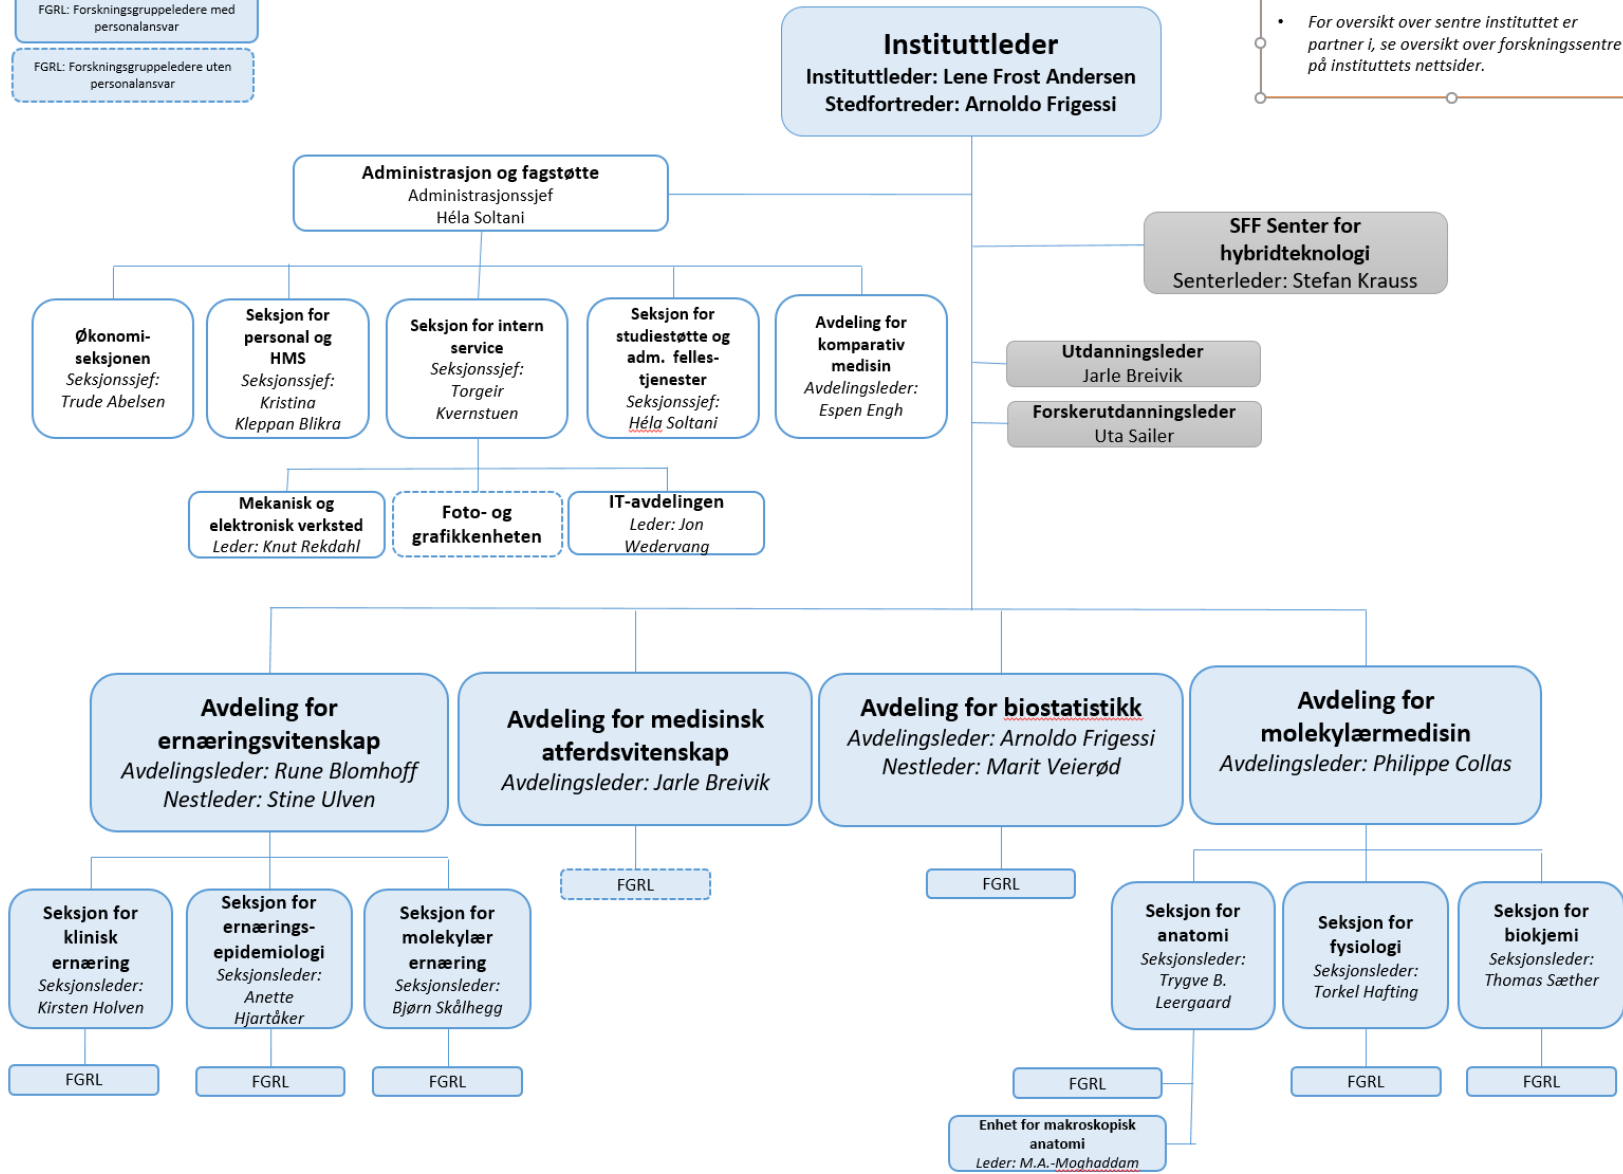 FGRL: Forskningsgruppeledere med
personalansvar
FGRL: Forskningsgruppeledere uten
personalansvar
Instituttleder
Instituttleder: Lene Frost Andersen
Stedfortreder: Arnoldo Frigessi
• For oversikt over sentre instituttet er
partner i, se oversikt over forskningssentre
på instituttets nettsider.
Administrasjon og fagstøtte
Administrasjonssjef
Héla Soltani
SFF Senter for
hybridteknologi
Senterleder: Stefan Krauss
Økonomi-
seksjonen
Seksjonssjef:
Trude Abelsen
Seksjon for
personal og
HMS
Seksjonssjef:
Kristina
Kleppan Blikra
Seksjon for intern
service
Seksjonssjef:
Torgeir
Kvernstuen
Seksjon for
studiestøtte og
adm. felles-
tjenester
Seksjonssjef:
Héla Soltani
Avdeling for
komparativ
medisin
Avdelingsleder:
Espen Engh
Utdanningsleder
Jarle Breivik
Forskerutdanningsleder
Uta Sailer
Mekanisk og
elektronisk verksted
Leder: Knut Rekdahl
Foto- og
grafikkenheten
IT-avdelingen
Leder: Jon
Wedervang
Avdeling for
ernæringsvitenskap
Avdelingsleder: Rune Blomhoff
Nestleder: Stine Ulven
Avdeling for medisinsk
atferdsvitenskap
Avdelingsleder: Jarle Breivik
Avdeling for biostatistikk
Avdelingsleder: Arnoldo Frigessi
Nestleder: Marit Veierød
Avdeling for
molekylærmedisin
Avdelingsleder: Philippe Collas
FGRL
FGRL
Seksjon for
klinisk
ernæring
Seksjonsleder:
Kirsten Holven
Seksjon for
ernærings-
epidemiologi
Seksjonsleder:
Anette
Hjartåker
Seksjon for
molekylær
ernæring
Seksjonsleder:
Bjørn Skålhegg
Seksjon for
anatomi
Seksjonsleder:
Trygve B.
Leergaard
Seksjon for
fysiologi
Seksjonsleder:
Torkel Hafting
Seksjon for
biokjemi
Seksjonsleder:
Thomas Sæther
FGRL
FGRL
FGRL
FGRL
FGRL
FGRL
Enhet for makroskopisk
anatomi
Leder: M.A.-Moghaddam